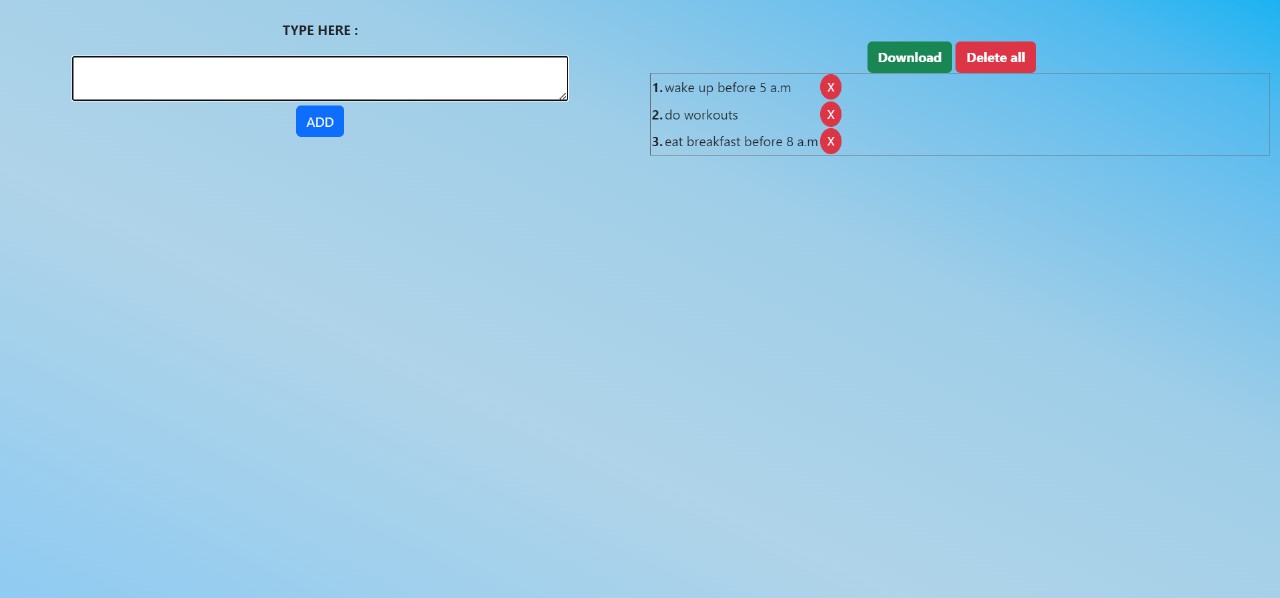 TYPE HERE :
ADD
Download Delete all
1. wake up before 5 a.m X
2. do workouts X
3. eat breakfast before 8 a.m X